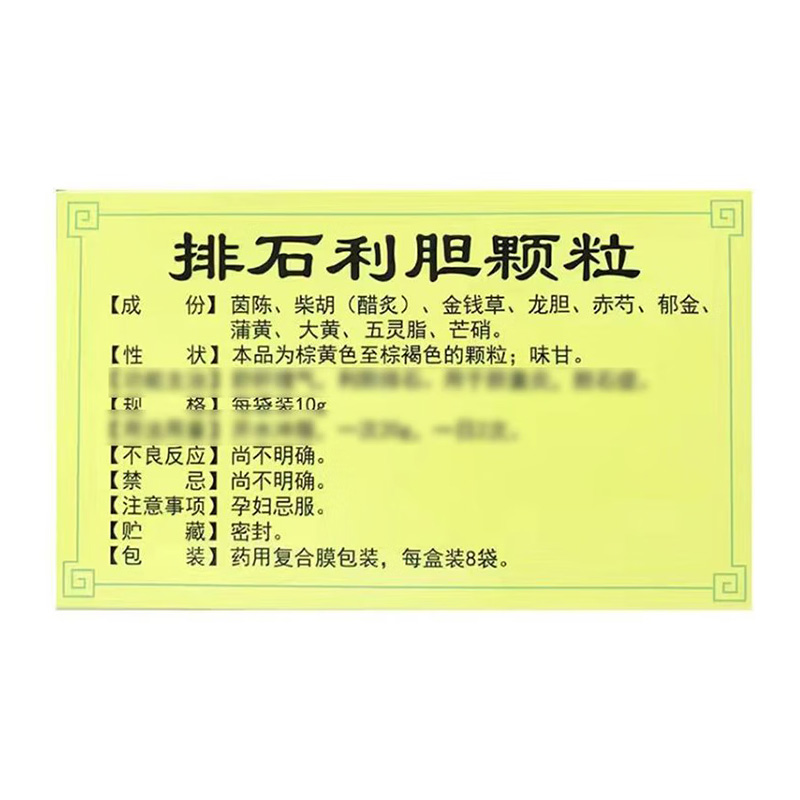 排石利胆颗粒
【成 份】茵陈、柴胡（醋炙）、金钱草、龙胆、赤芍、郁金、
蒲黄、大黄、五灵脂、芒硝。
【性 状】本品为棕黄色至棕褐色的颗粒；味甘。
【规 格】每袋装10g
【不良反应】尚不明确。
【禁 忌】尚不明确。
【注意事项】孕妇忌服。
【贮 藏】密封。
【包 装】药用复合膜包装，每盒装8袋。